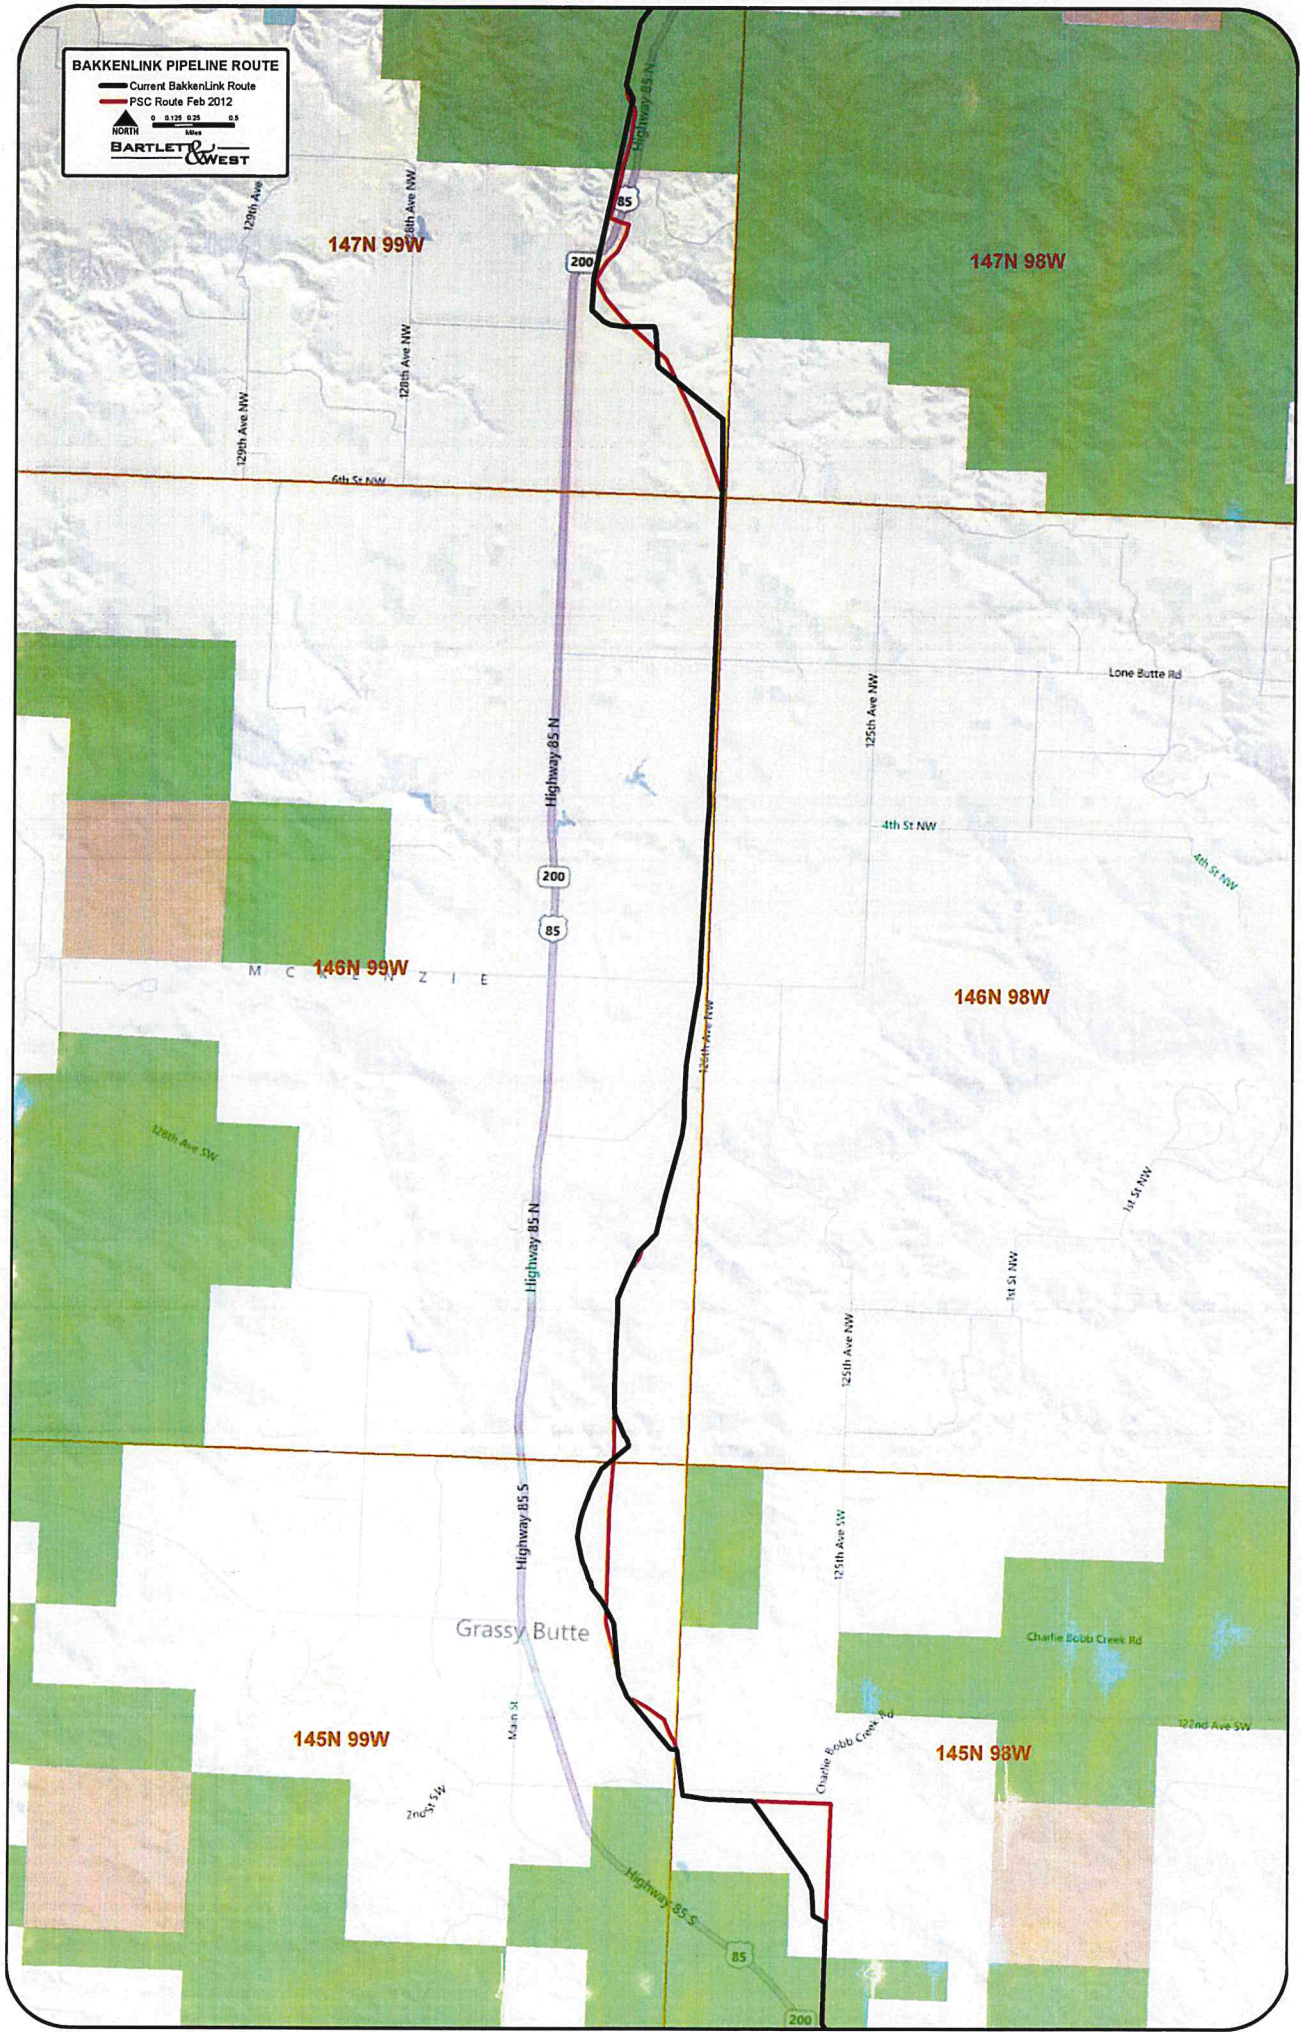 BAKKENLINK PIPELINE ROUTE
Current BakkenLink Route
PSC Route Feb 2012
NORTH
0 0.125 0.25 0.5
Miles
BARTLETT & WEST
Highway 85 N
129th Ave
128th Ave NW
85
147N 99W
200
147N 98W
128th Ave NW
129th Ave NW
6th St NW
Lone Butte Rd
125th Ave NW
Highway 85 N
4th St NW
4th St NW
200
85
146N 99W
M C K E N Z I E
146N 98W
126th Ave NW
128th Ave SW
1st St NW
Highway 85 N
1st St NW
125th Ave NW
Highway 85 S
125th Ave SW
Grassy Butte
Charlie Bobb Creek Rd
Main St
122nd Ave SW
145N 99W
Charlie Bobb Creek Rd
145N 98W
2nd St SW
Highway 85 S
85
200